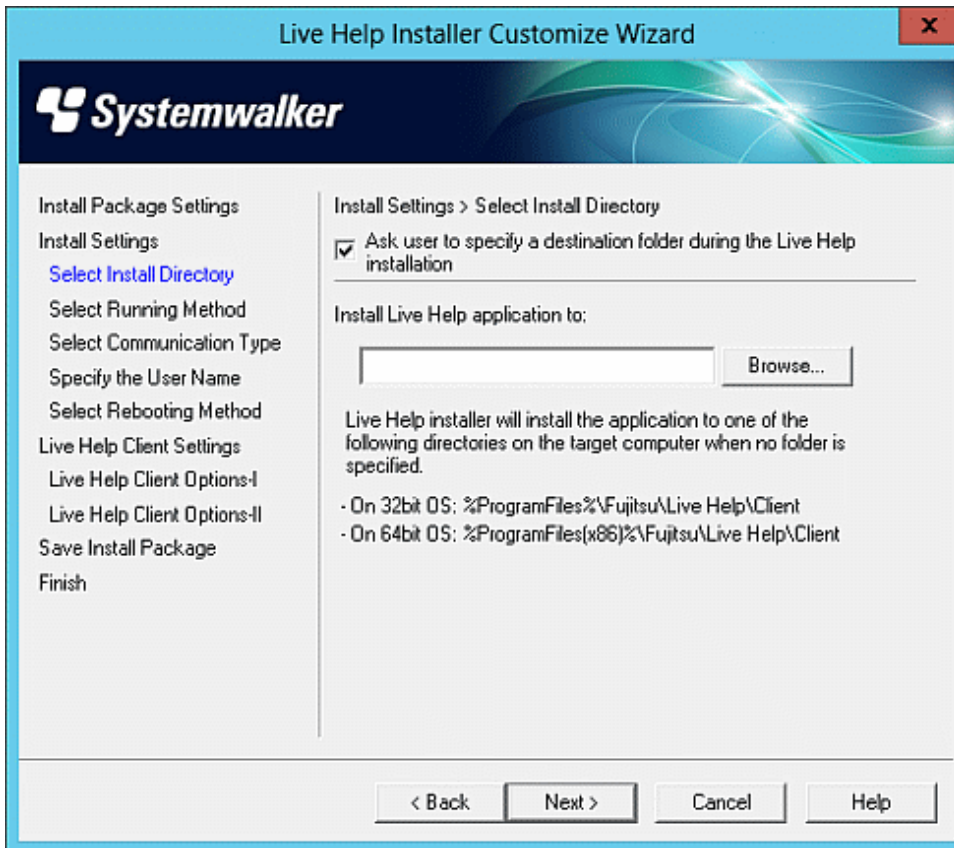 Live Help Installer Customize Wizard
x
Systemwalker
Install Package Settings
Install Settings
Select Install Directory
Select Running Method
Select Communication Type
Specify the User Name
Select Rebooting Method
Live Help Client Settings
Live Help Client Options-I
Live Help Client Options-II
Save Install Package
Finish
Install Settings > Select Install Directory
Ask user to specify a destination folder during the Live Help
installation
Install Live Help application to:
Browse...
Live Help installer will install the application to one of the
following directories on the target computer when no folder is
specified.
- On 32bit OS: %ProgramFiles%\Fujitsu\Live Help\Client
- On 64bit OS: %ProgramFiles(x86)%\Fujitsu\Live Help\Client
< Back
Next >
Cancel
Help